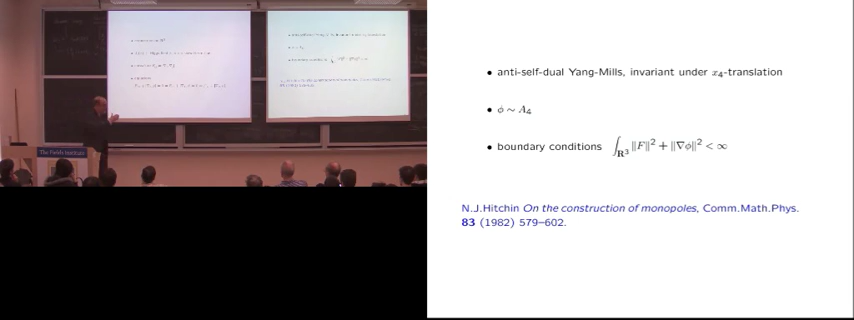 The Fields Institute
• anti-self-dual Yang-Mills, invariant under x₄-translation
• ϕ ∼ A₄
• boundary conditions ∫_{R³} ‖F‖² + ‖∇ϕ‖² < ∞
N.J.Hitchin On the construction of monopoles, Comm.Math.Phys.
83 (1982) 579–602.